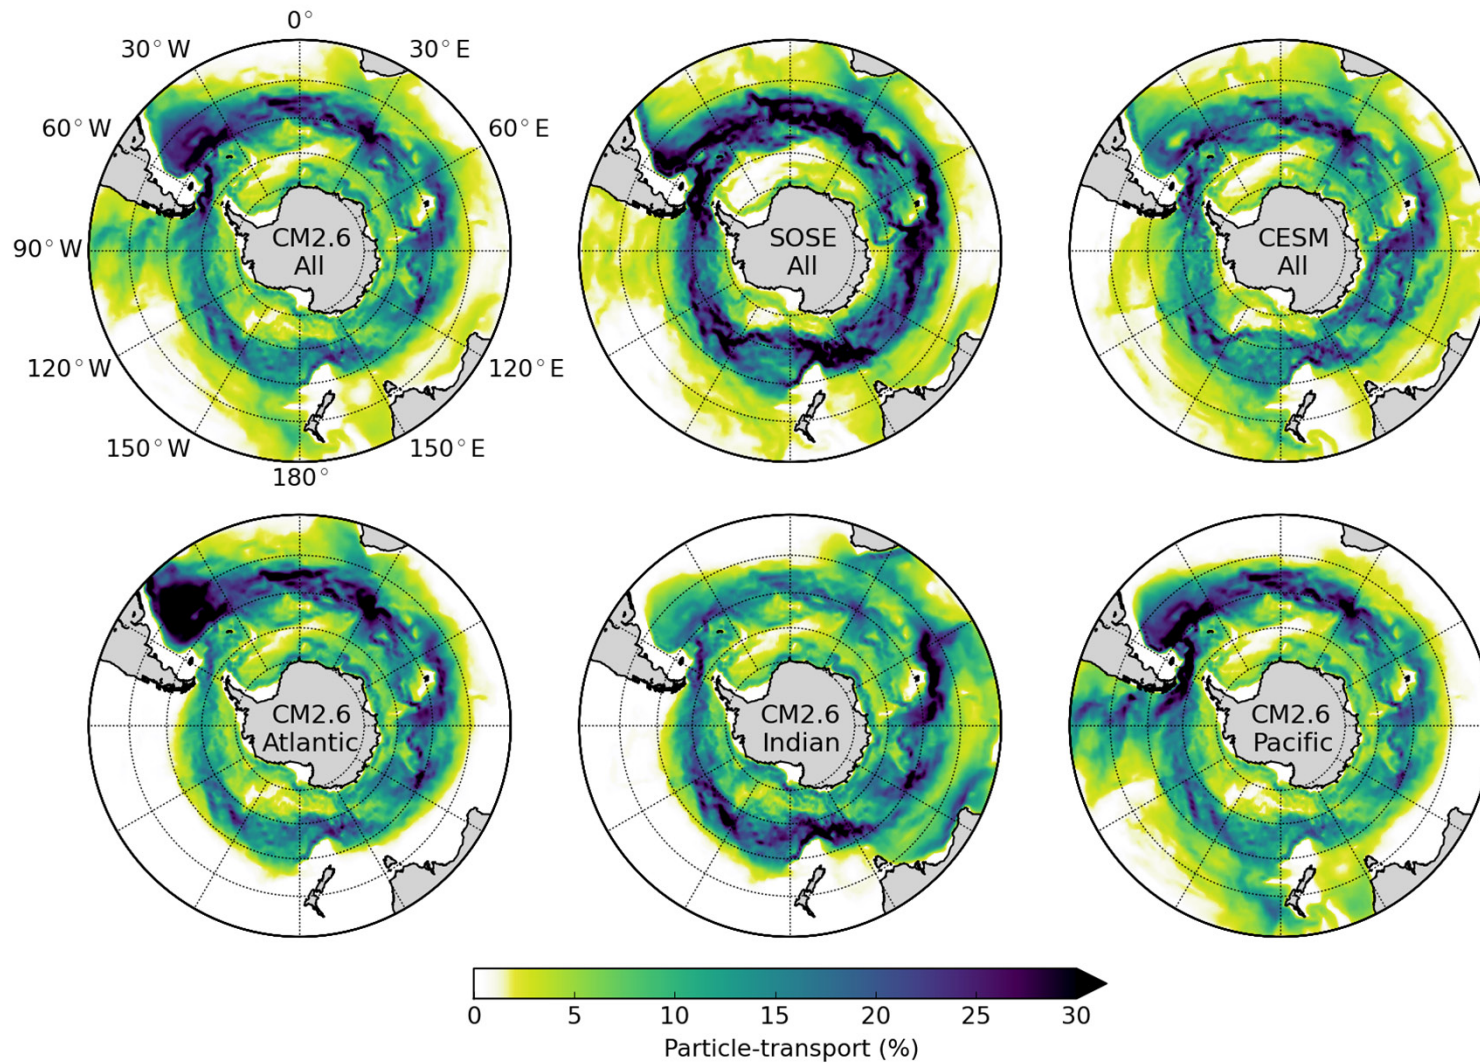 0°
30°W
30°E
60°W
60°E
90°W
CM2.6
All
SOSE
All
CESM
All
120°W
120°E
150°W
150°E
180°
CM2.6
Atlantic
CM2.6
Indian
CM2.6
Pacific
0 5 10 15 20 25 30
Particle-transport (%)